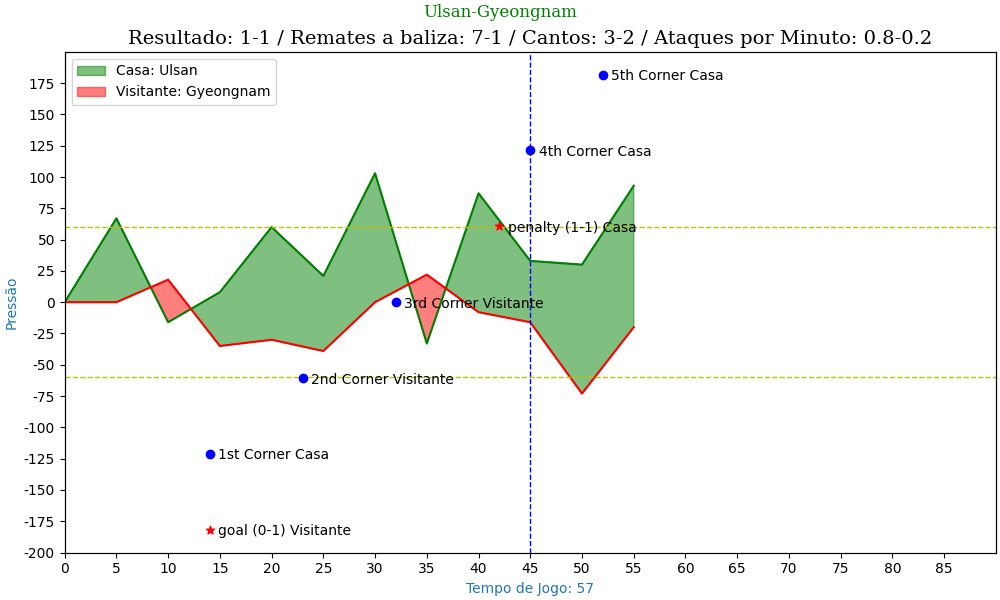 Ulsan-Gyeongnam
Resultado: 1-1 / Remates a baliza: 7-1 / Cantos: 3-2 / Ataques por Minuto: 0.8-0.2
Casa: Ulsan
Visitante: Gyeongnam
5th Corner Casa
4th Corner Casa
penalty (1-1) Casa
3rd Corner Visitante
2nd Corner Visitante
1st Corner Casa
goal (0-1) Visitante
Pressão
175
150
125
100
75
50
25
0
-25
-50
-75
-100
-125
-150
-175
-200
0 5 10 15 20 25 30 35 40 45 50 55 60 65 70 75 80 85
Tempo de Jogo: 57